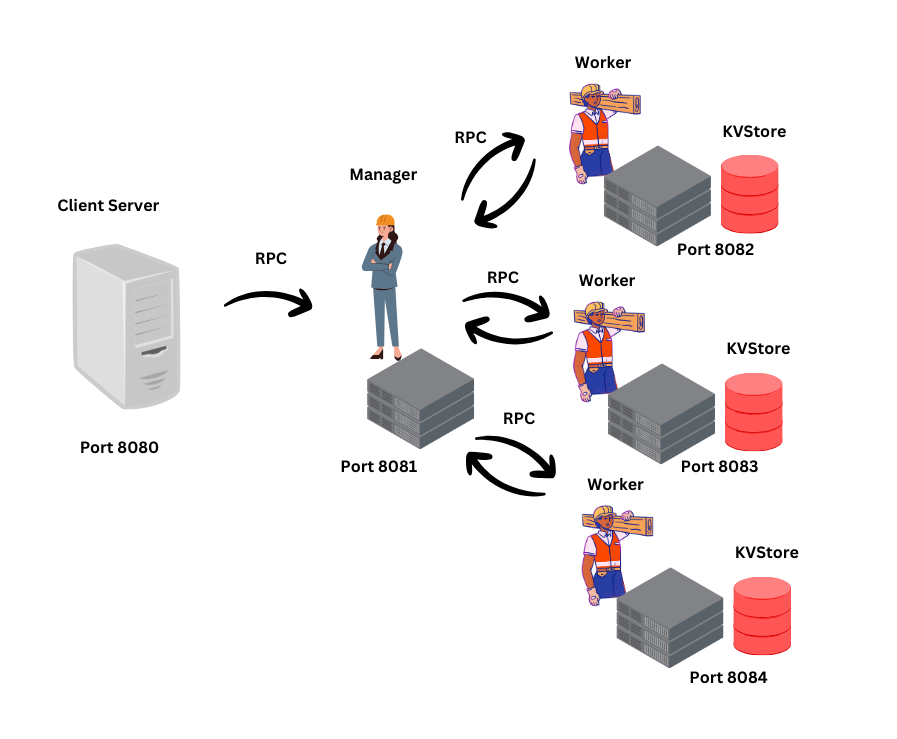 Worker
KVStore
RPC
Port 8082
Manager
Client Server
RPC
RPC
Worker
KVStore
Port 8083
RPC
Port 8080
Port 8081
Worker
KVStore
Port 8084